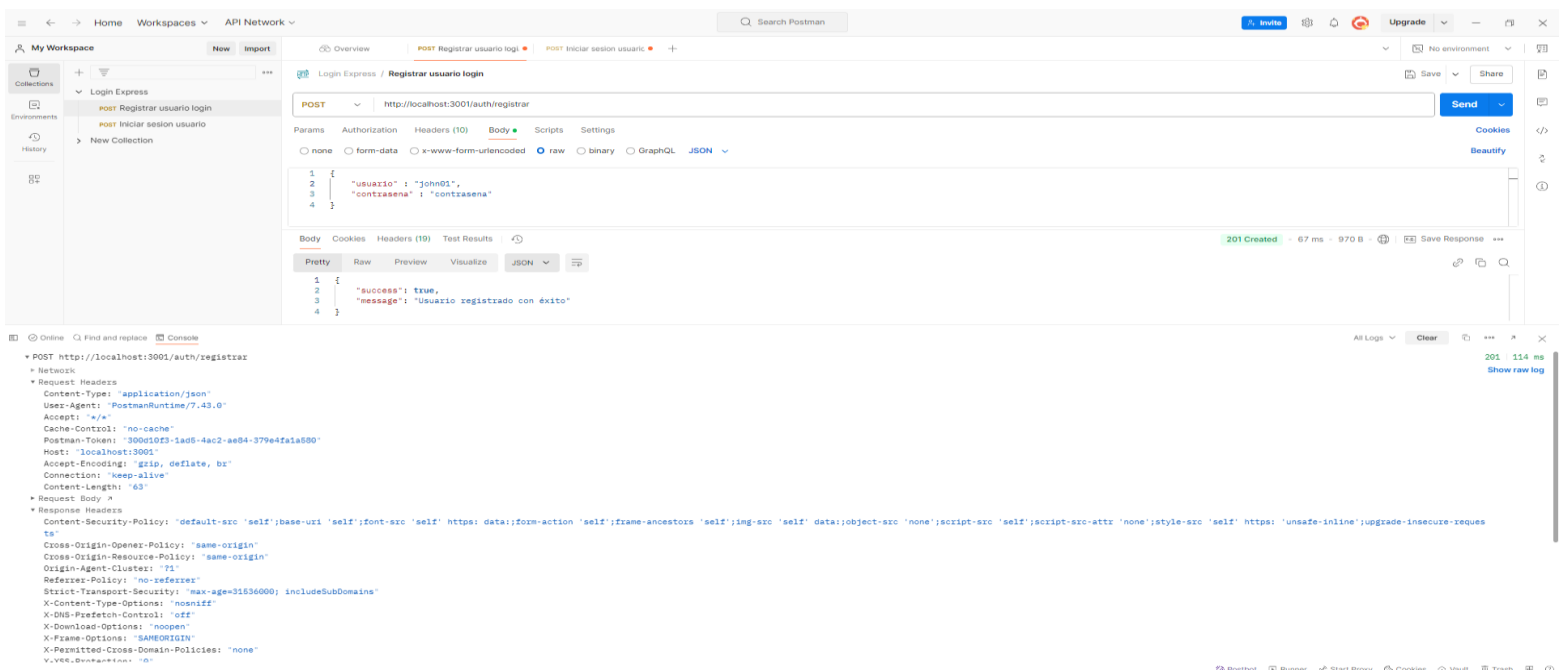 Home Workspaces API Network Search Postman Invite Upgrade
My Workspace New Import Overview POST Registrar usuario logi POST Iniciar sesion usuaric No environment
Collections
Environments
History
Login Express
POST Registrar usuario login
POST Iniciar sesion usuario
New Collection
Login Express / Registrar usuario login Save Share
POST http://localhost:3001/auth/registrar Send
Params Authorization Headers (10) Body Scripts Settings Cookies
none form-data x-www-form-urlencoded raw binary GraphQL JSON Beautify
1 {
2 "usuario" : "john01",
3 "contrasena" : "contrasena"
4 }
Body Cookies Headers (19) Test Results 201 Created 67 ms 970 B Save Response
Pretty Raw Preview Visualize JSON
1 {
2 "success": true,
3 "message": "Usuario registrado con éxito"
4 }
Online Find and replace Console All Logs Clear
POST http://localhost:3001/auth/registrar 201 114 ms
Network Show raw log
Request Headers
Content-Type: "application/json"
User-Agent: "PostmanRuntime/7.43.0"
Accept: "*/*"
Cache-Control: "no-cache"
Postman-Token: "300d10f3-1ad5-4ac2-ae84-379e4fa1a580"
Host: "localhost:3001"
Accept-Encoding: "gzip, deflate, br"
Connection: "keep-alive"
Content-Length: "63"
Request Body
Response Headers
Content-Security-Policy: "default-src 'self';base-uri 'self';font-src 'self' https: data:;form-action 'self';frame-ancestors 'self';img-src 'self' data:;object-src 'none';script-src 'self';script-src-attr 'none';style-src 'self' https: 'unsafe-inline';upgrade-insecure-reques
ts"
Cross-Origin-Opener-Policy: "same-origin"
Cross-Origin-Resource-Policy: "same-origin"
Origin-Agent-Cluster: "?1"
Referrer-Policy: "no-referrer"
Strict-Transport-Security: "max-age=31536000; includeSubDomains"
X-Content-Type-Options: "nosniff"
X-DNS-Prefetch-Control: "off"
X-Download-Options: "noopen"
X-Frame-Options: "SAMEORIGIN"
X-Permitted-Cross-Domain-Policies: "none"
X-XSS-Protection: "0"
Postbot Runner Start Proxy Cookies Vault Trash